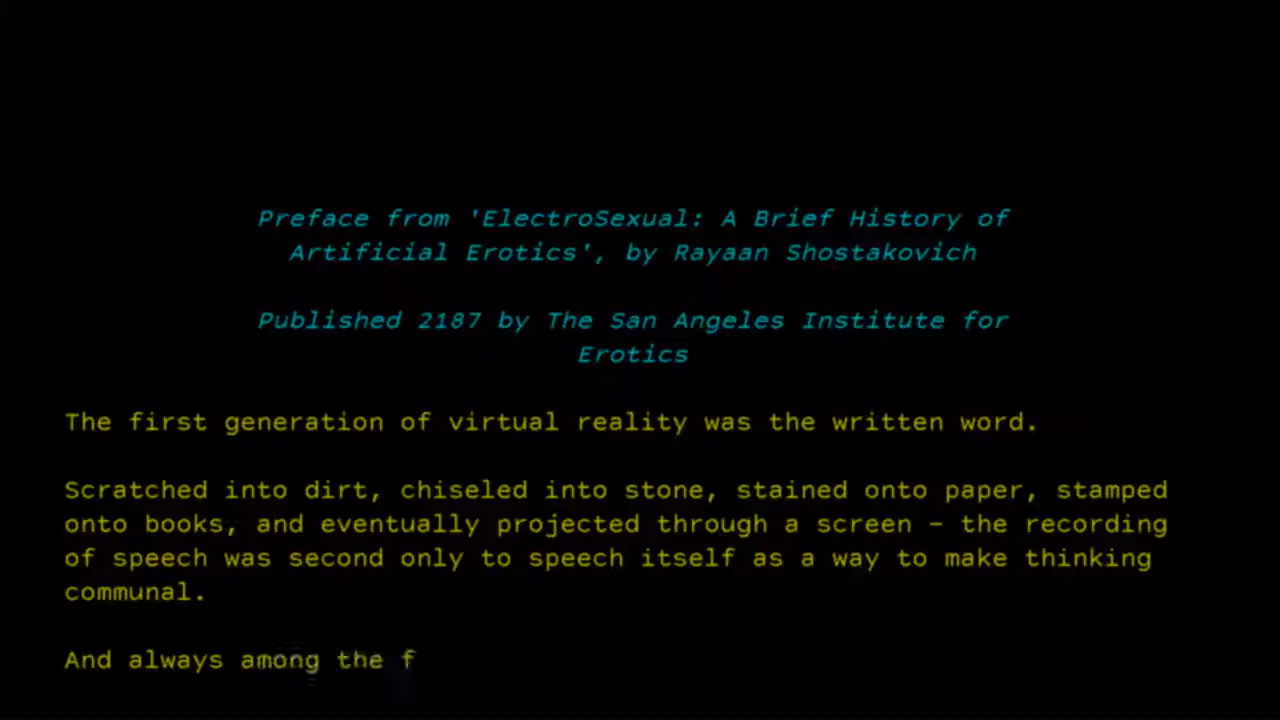 Preface from 'ElectroSexual: A Brief History of
Artificial Erotics', by Rayaan Shostakovich
Published 2187 by The San Angeles Institute for
Erotics
The first generation of virtual reality was the written word.
Scratched into dirt, chiseled into stone, stained onto paper, stamped
onto books, and eventually projected through a screen – the recording
of speech was second only to speech itself as a way to make thinking
communal.
And always among the f